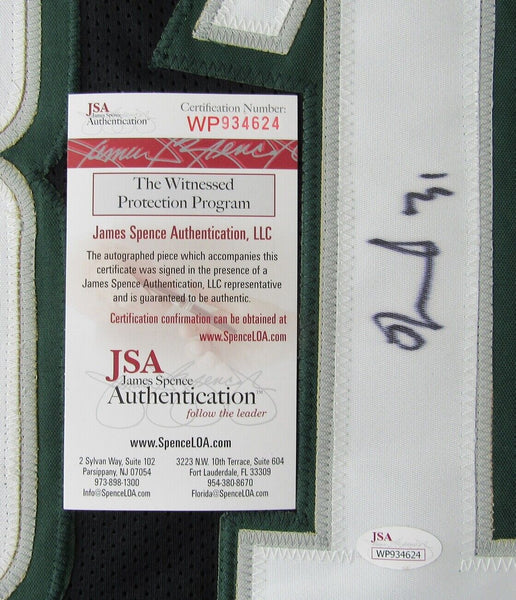 JSA
James Spence
Authentication™
Certification Number:
WP934624
The Witnessed
Protection Program
James Spence Authentication, LLC
The autographed piece which accompanies this
certificate was signed in the presence of a
James Spence Authentication, LLC representative
and is guaranteed to be authentic.
Certification confirmation can be obtained at
www.SpenceLOA.com
JSA
James Spence
Authentication™
follow the leader
www.SpenceLOA.com
2 Sylvan Way, Suite 102
Parsippany, NJ 07054
973-898-1300
Info@SpenceLOA.com
3223 N.W. 10th Terrace, Suite 604
Fort Lauderdale, FL 33309
954-380-8670
Florida@SpenceLOA.com
31
JSA
WP934624